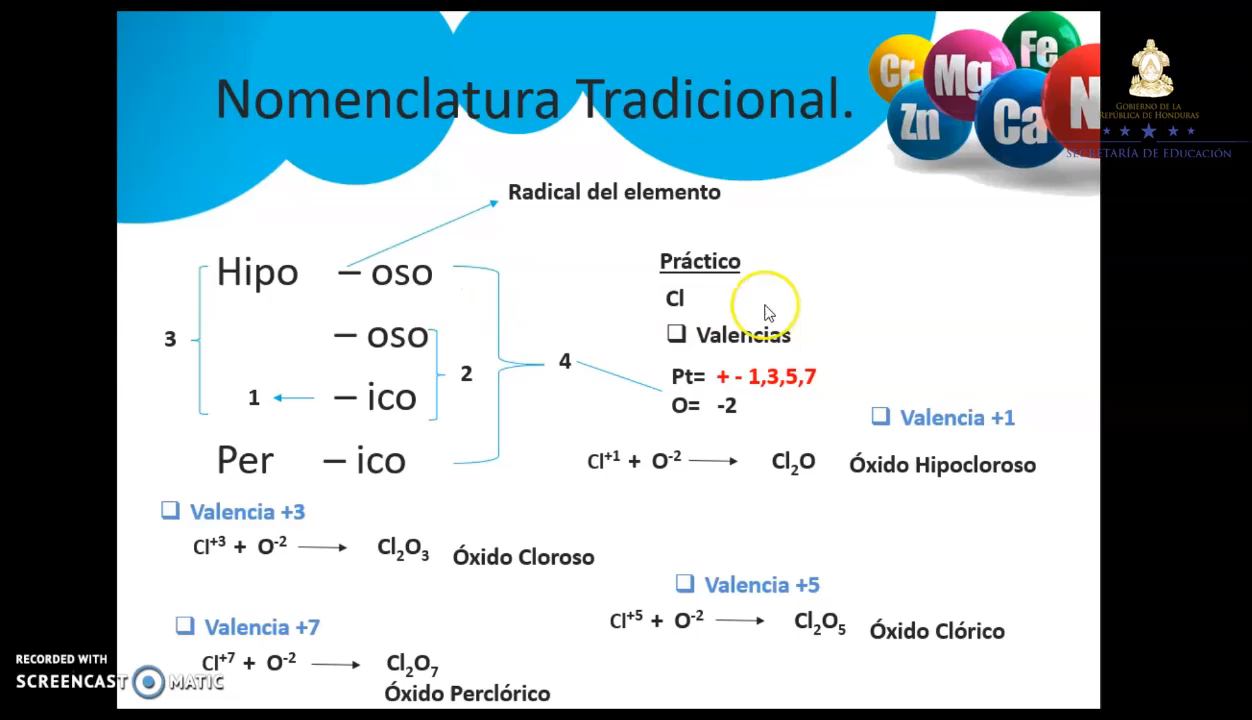 Nomenclatura Tradicional.
Cr
Mg
Fe
Zn
Ca
N
GOBIERNO DE LA
REPÚBLICA DE HONDURAS
SECRETARÍA DE EDUCACIÓN
Radical del elemento
Hipo – oso
– oso
– ico
Per – ico
3
1
2
4
Práctico
Cl
❑ Valencias
Pt= + - 1,3,5,7
O= -2
❑ Valencia +1
Cl⁺¹ + O⁻² → Cl₂O Óxido Hipocloroso
❑ Valencia +3
Cl⁺³ + O⁻² → Cl₂O₃ Óxido Cloroso
❑ Valencia +5
Cl⁺⁵ + O⁻² → Cl₂O₅ Óxido Clórico
❑ Valencia +7
Cl⁺⁷ + O⁻² → Cl₂O₇
Óxido Perclórico
RECORDED WITH
SCREENCAST MATIC